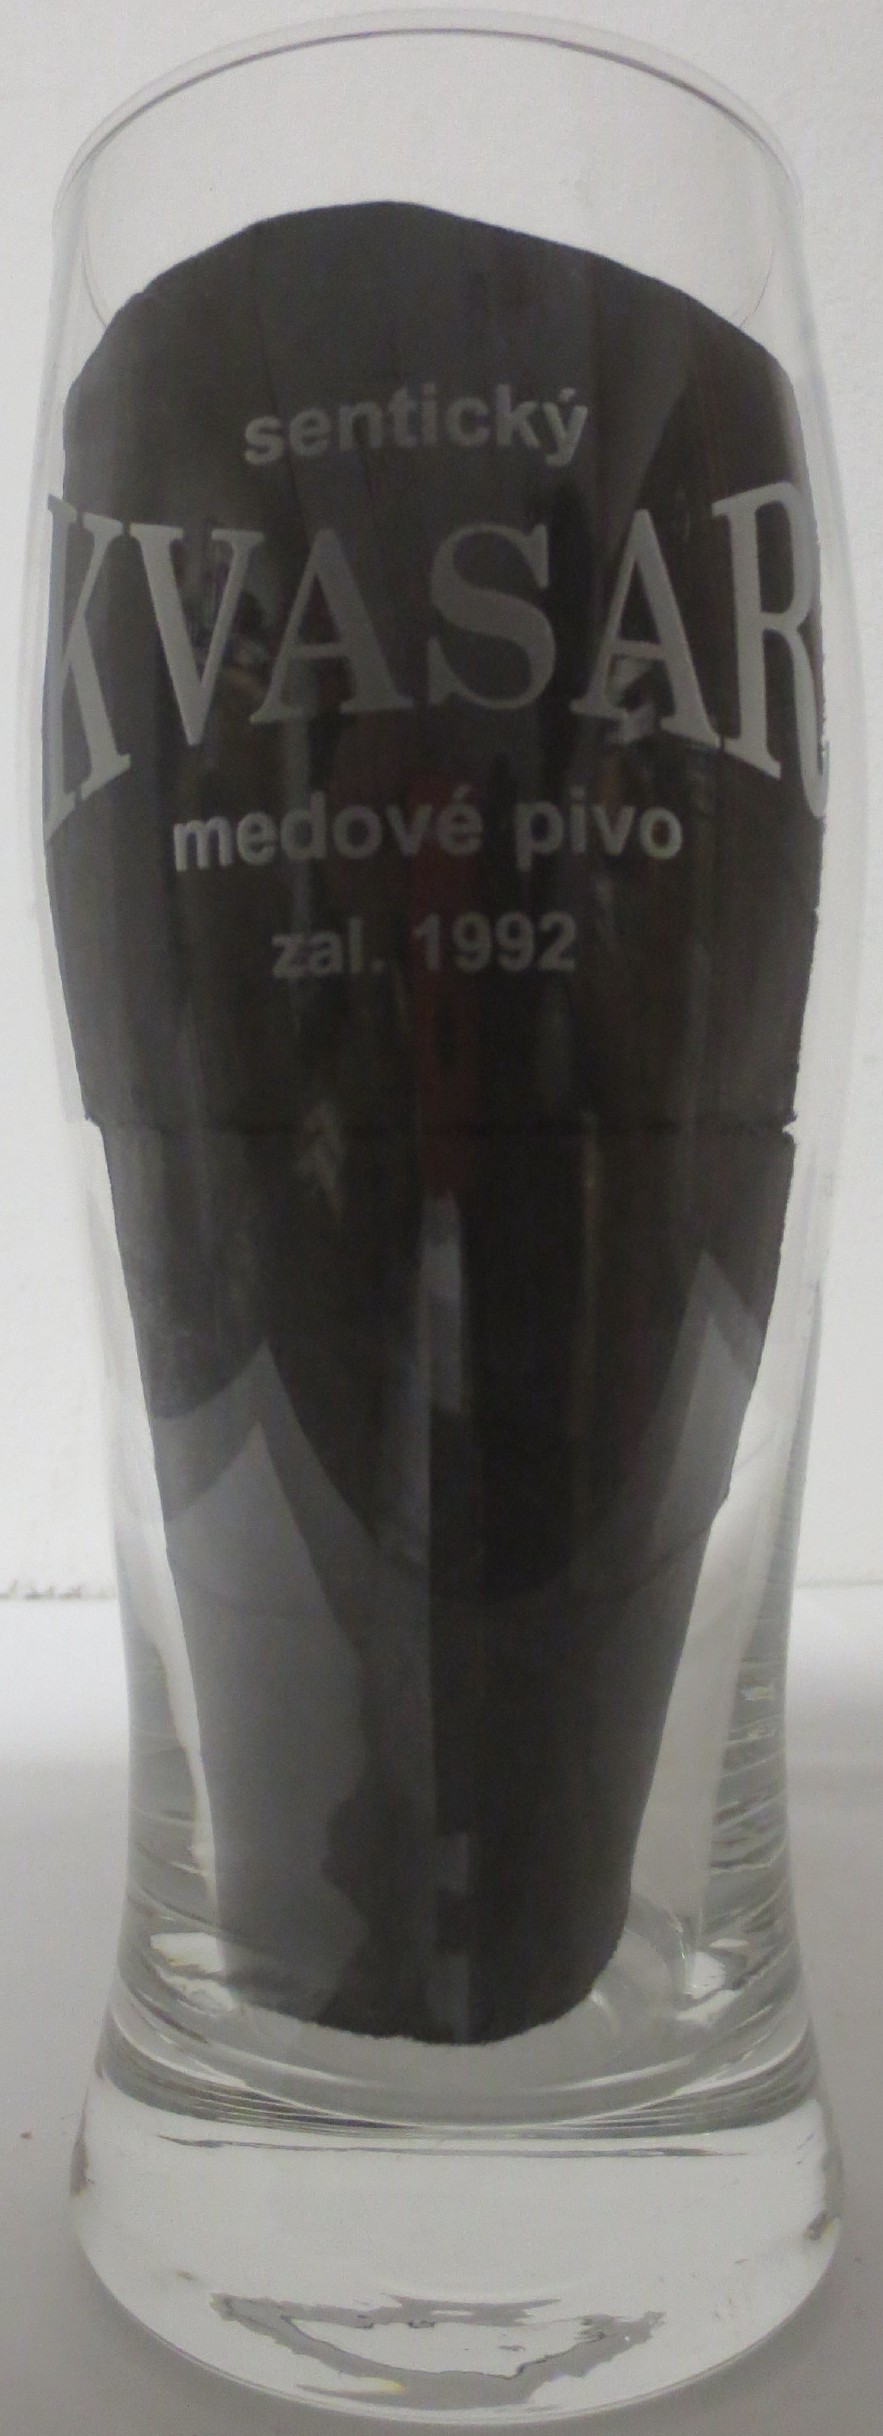 sentický
KVASAR
medové pivo
zal. 1992